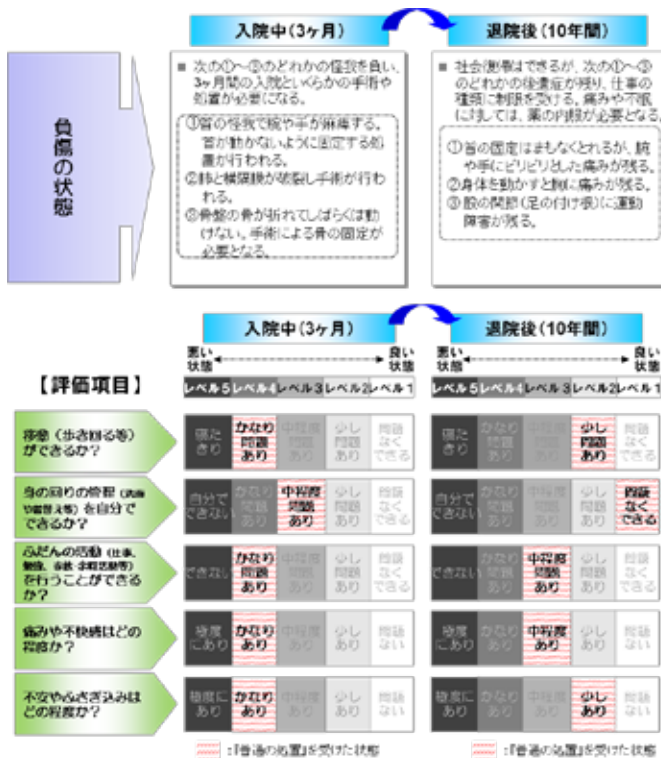 入院中(3ヶ月)
退院後(10年間)
負傷の状態
■ 次の①～③のどれかの怪我を負い、
3ヶ月間の入院といくらかの手術や
処置が必要になる。
①首の怪我で腕や手が麻痺する。
首が動かないように固定する処
置が行われる。
②肺と横隔膜が破裂し手術が行わ
れる。
③骨盤の骨が折れてしばらくは動
けない。手術による骨の固定が
必要となる。
■ 社会復帰はできるが、次の①～③
のどれかの後遺症が残り、仕事の
種類に制限を受ける。痛みや不眠
に対しては、薬の内服が必要となる。
①首の固定はまもなくとれるが、腕
や手にピリピリとした痛みが残る。
②身体を動かすと胸に痛みが残る。
③股の関節(足の付け根)に運動
障害が残る。
入院中(3ヶ月)
退院後(10年間)
悪い状態
良い状態
悪い状態
良い状態
【評価項目】
レベル5 レベル4 レベル3 レベル2 レベル1
レベル5 レベル4 レベル3 レベル2 レベル1
移動(歩き回る等)
ができるか?
寝たきり かなり問題あり 中程度問題あり 少し問題あり 問題なくできる
寝たきり かなり問題あり 中程度問題あり 少し問題あり 問題なくできる
身の回りの管理(洗面
や着替え等)を自分で
できるか?
自分でできない かなり問題あり 中程度問題あり 少し問題あり 問題なくできる
自分でできない かなり問題あり 中程度問題あり 少し問題あり 問題なくできる
ふだんの活動(仕事、
勉強、家族・余暇活動等)
を行うことができる
か?
できない かなり問題あり 中程度問題あり 少し問題あり 問題なくできる
できない かなり問題あり 中程度問題あり 少し問題あり 問題なくできる
痛みや不快感はどの
程度か?
極度にあり かなりあり 中程度あり 少しあり 問題ない
極度にあり かなりあり 中程度あり 少しあり 問題ない
不安やふさぎ込みは
どの程度か?
極度にあり かなりあり 中程度あり 少しあり 問題ない
極度にあり かなりあり 中程度あり 少しあり 問題ない
:『普通の処置』を受けた状態
:『普通の処置』を受けた状態